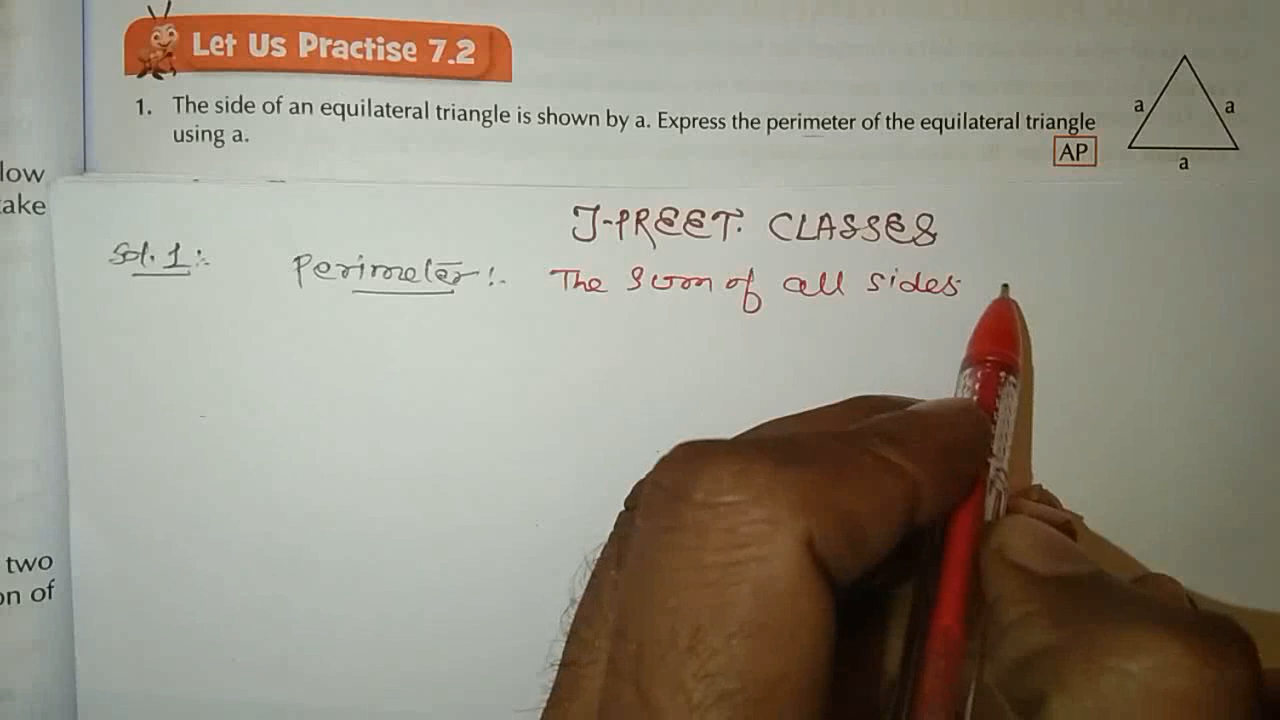 Let Us Practise 7.2
1. The side of an equilateral triangle is shown by a. Express the perimeter of the equilateral triangle
using a.
AP
a
a
a
low
take
J-PREET. CLASSES
Sol. 1:-
Perimeter:- The Sum of all sides
two
on of